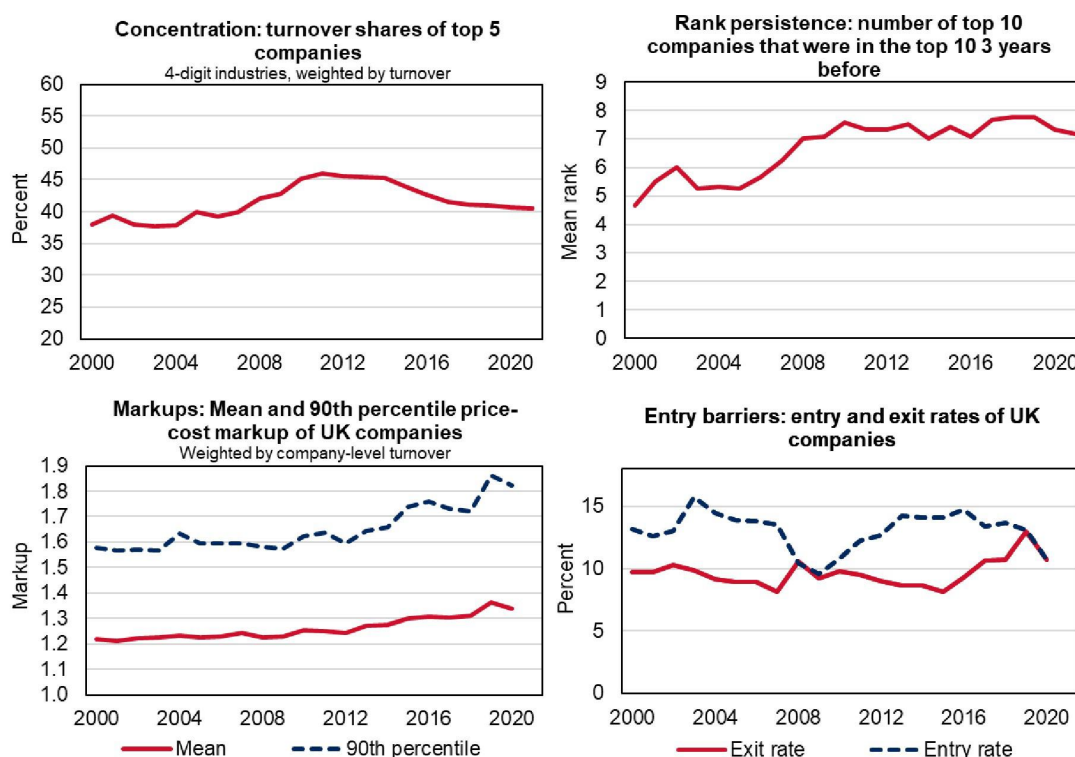 Concentration: turnover shares of top 5
companies
4-digit industries, weighted by turnover
Percent
60
55
50
45
40
35
30
25
20
2000 2004 2008 2012 2016 2020
Rank persistence: number of top 10
companies that were in the top 10 3 years
before
Mean rank
9
8
7
6
5
4
3
2
1
0
2000 2004 2008 2012 2016 2020
Markups: Mean and 90th percentile price-
cost markup of UK companies
Weighted by company-level turnover
Markup
1.9
1.8
1.7
1.6
1.5
1.4
1.3
1.2
1.1
1.0
2000 2004 2008 2012 2016 2020
Mean 90th percentile
Entry barriers: entry and exit rates of UK
companies
Percent
15
10
5
0
2000 2004 2008 2012 2016 2020
Exit rate Entry rate